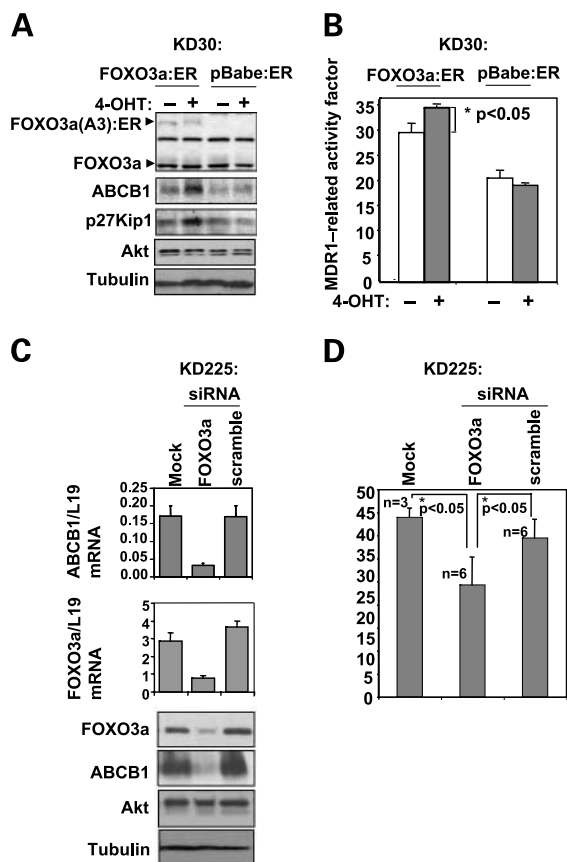 A
KD30:
FOXO3a:ER pBabe:ER
4-OHT: – + – +
FOXO3a(A3):ER
FOXO3a
ABCB1
p27Kip1
Akt
Tubulin
B
KD30:
FOXO3a:ER pBabe:ER
MDR1–related activity factor
35
30
25
20
15
10
5
0
* p<0.05
4-OHT: – + – +
C
KD225:
siRNA
Mock
FOXO3a
scramble
ABCB1/L19
mRNA
0.20
0.15
0.10
0.05
0.00
FOXO3a/L19
mRNA
5
4
3
2
1
0
FOXO3a
ABCB1
Akt
Tubulin
D
KD225:
siRNA
Mock
FOXO3a
scramble
50
45
40
35
30
25
20
15
10
5
0
n=3
*
p<0.05
*
p<0.05
n=6
n=6